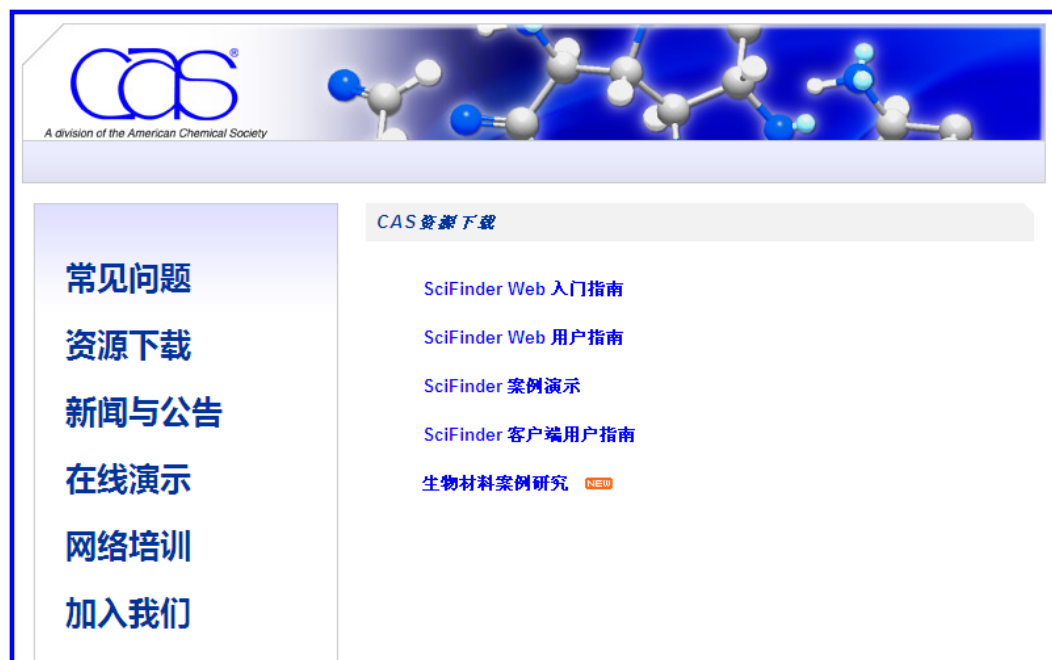 CAS®
A division of the American Chemical Society
常见问题
资源下载
新闻与公告
在线演示
网络培训
加入我们
CAS资源下载
SciFinder Web 入门指南
SciFinder Web 用户指南
SciFinder 案例演示
SciFinder 客户端用户指南
生物材料案例研究 NEW